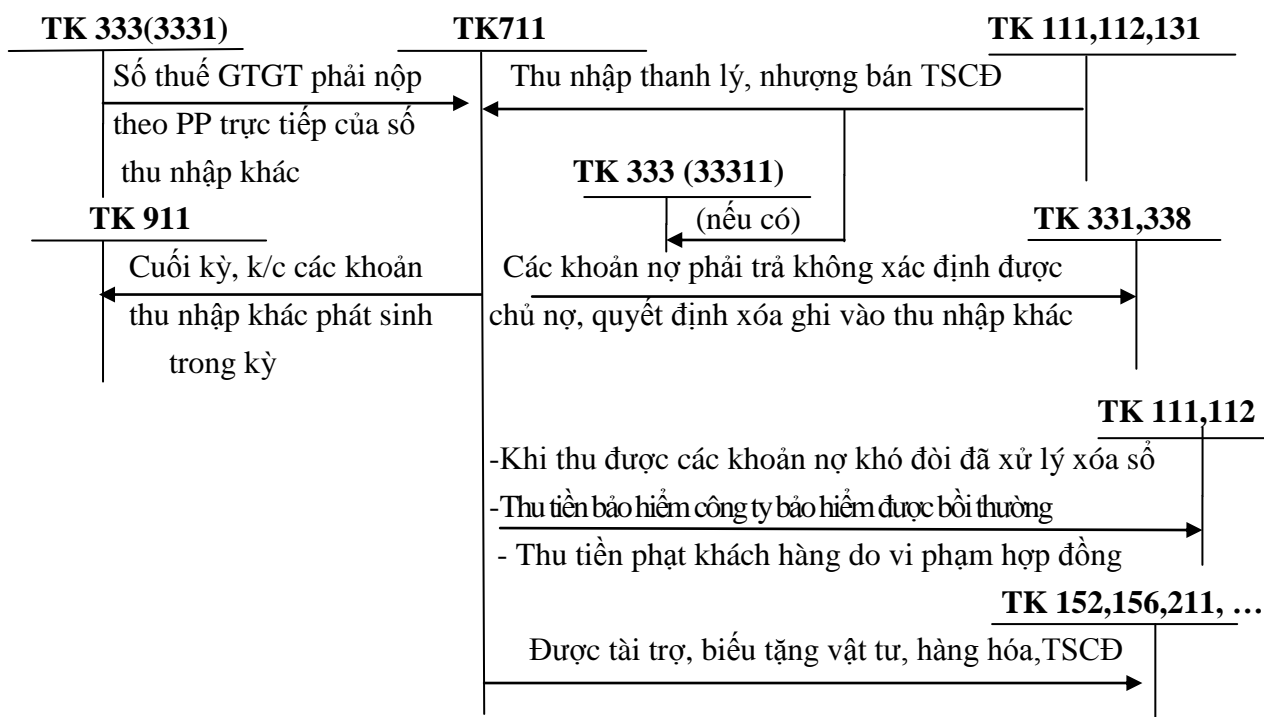 TK 333(3331)
TK711
TK 111,112,131
Số thuế GTGT phải nộp
theo PP trực tiếp của số
thu nhập khác
Thu nhập thanh lý, nhượng bán TSCĐ
TK 333 (33311)
(nếu có)
TK 911
TK 331,338
Cuối kỳ, k/c các khoản
thu nhập khác phát sinh
trong kỳ
Các khoản nợ phải trả không xác định được
chủ nợ, quyết định xóa ghi vào thu nhập khác
TK 111,112
-Khi thu được các khoản nợ khó đòi đã xử lý xóa sổ
-Thu tiền bảo hiểm công ty bảo hiểm được bồi thường
- Thu tiền phạt khách hàng do vi phạm hợp đồng
TK 152,156,211, …
Được tài trợ, biếu tặng vật tư, hàng hóa,TSCĐ